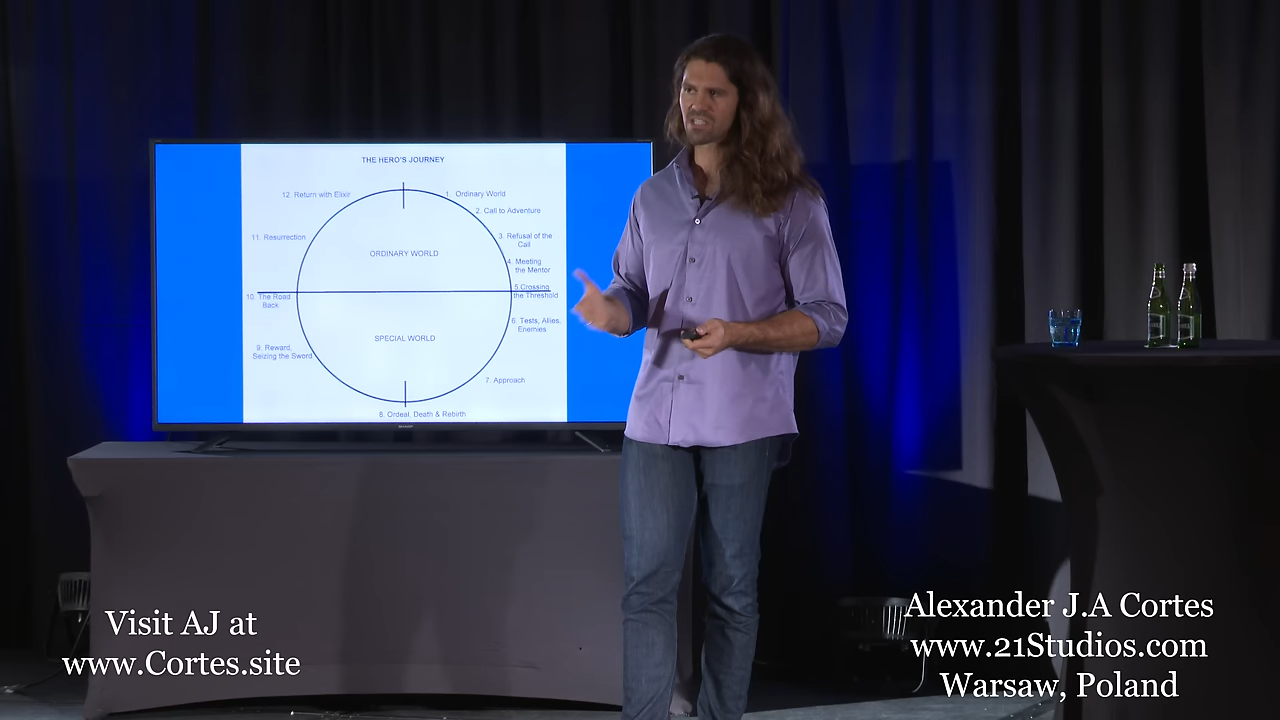 THE HERO'S JOURNEY
12. Return with Elixir
1. Ordinary World
2. Call to Adventure
11. Resurrection
3. Refusal of the
Call
ORDINARY WORLD
4. Meeting
the Mentor
5.Crossing
the Threshold
10. The Road
Back
6. Tests, Allies,
Enemies
SPECIAL WORLD
9. Reward,
Seizing the Sword
7. Approach
8. Ordeal, Death & Rebirth
SHARP
Visit AJ at
www.Cortes.site
Alexander J.A Cortes
www.21Studios.com
Warsaw, Poland